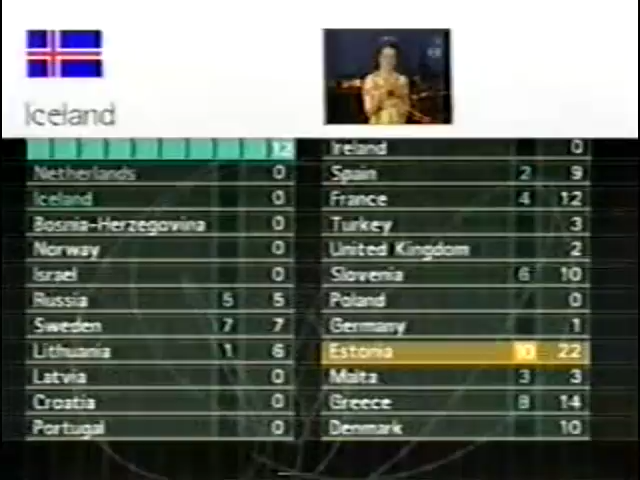 Iceland
12
Netherlands 0
Iceland 0
Bosnia-Herzegovina 0
Norway 0
Israel 0
Russia 5 5
Sweden 7 7
Lithuania 1 6
Latvia 0
Croatia 0
Portugal 0
Ireland 0
Spain 2 9
France 4 12
Turkey 3
United Kingdom 2
Slovenia 6 10
Poland 0
Germany 1
Estonia 10 22
Malta 3 3
Greece 8 14
Denmark 10